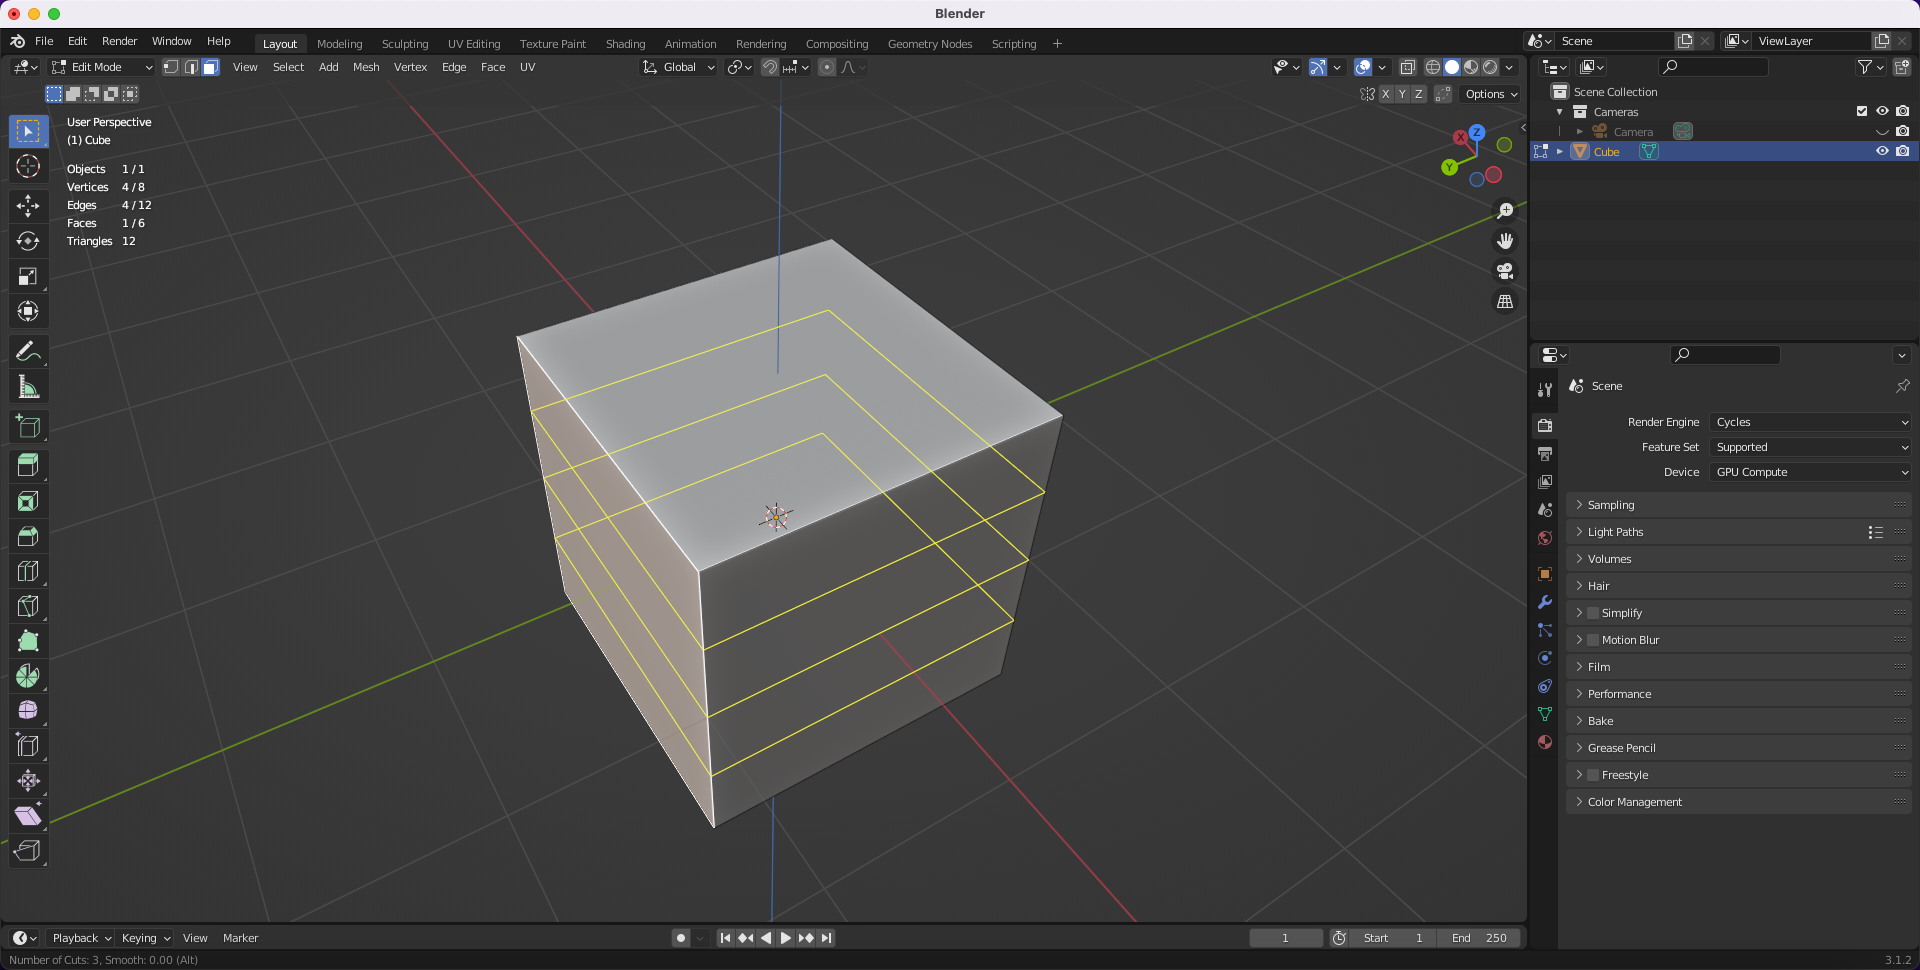 Blender
File Edit Render Window Help Layout Modeling Sculpting UV Editing Texture Paint Shading Animation Rendering Compositing Geometry Nodes Scripting + Scene ViewLayer
Edit Mode View Select Add Mesh Vertex Edge Face UV Global
X Y Z Options
User Perspective
(1) Cube
Objects 1 / 1
Vertices 4 / 8
Edges 4 / 12
Faces 1 / 6
Triangles 12
X Z
Y
Scene Collection
Cameras
Camera
Cube
Scene
Render Engine Cycles
Feature Set Supported
Device GPU Compute
Sampling
Light Paths
Volumes
Hair
Simplify
Motion Blur
Film
Performance
Bake
Grease Pencil
Freestyle
Color Management
Playback Keying View Marker 1 Start 1 End 250
Number of Cuts: 3, Smooth: 0.00 (Alt) 3.1.2